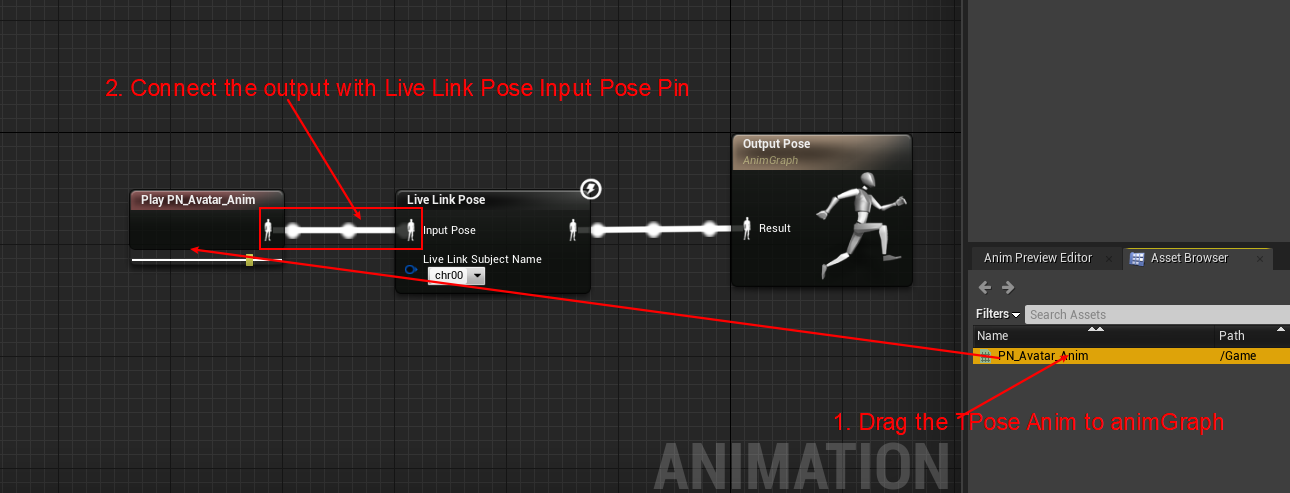 2. Connect the output with Live Link Pose Input Pose Pin
Output Pose
AnimGraph
Play PN_Avatar_Anim
Live Link Pose
Input Pose
Result
Live Link Subject Name
chr00
Anim Preview Editor
Asset Browser
Filters
Search Assets
Name
Path
PN_Avatar_Anim
/Game
1. Drag the TPose Anim to animGraph
ANIMATION